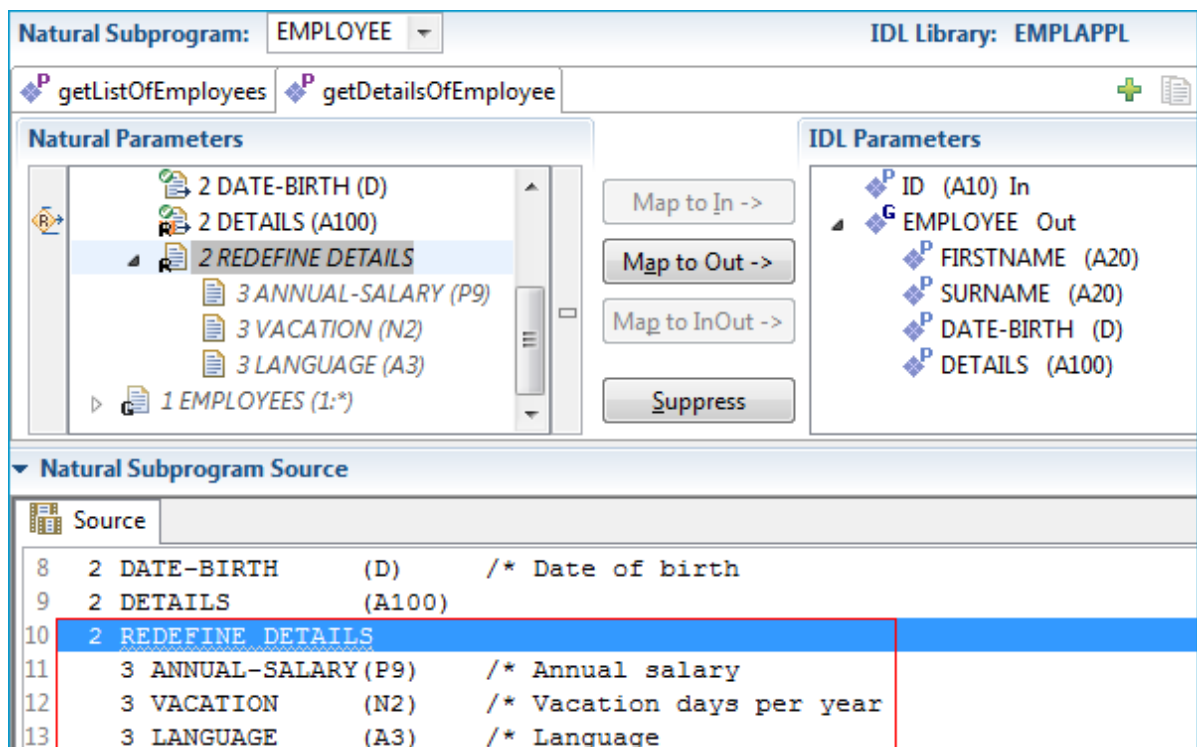 Natural Subprogram: EMPLOYEE IDL Library: EMPLAPPL
getListOfEmployees getDetailsOfEmployee
Natural Parameters
2 DATE-BIRTH (D)
2 DETAILS (A100)
2 REDEFINE DETAILS
3 ANNUAL-SALARY (P9)
3 VACATION (N2)
3 LANGUAGE (A3)
1 EMPLOYEES (1:*)
Map to In ->
Map to Out ->
Map to InOut ->
Suppress
IDL Parameters
ID (A10) In
EMPLOYEE Out
FIRSTNAME (A20)
SURNAME (A20)
DATE-BIRTH (D)
DETAILS (A100)
Natural Subprogram Source
Source
8 2 DATE-BIRTH (D) /* Date of birth
9 2 DETAILS (A100)
10 2 REDEFINE DETAILS
11 3 ANNUAL-SALARY(P9) /* Annual salary
12 3 VACATION (N2) /* Vacation days per year
13 3 LANGUAGE (A3) /* Language